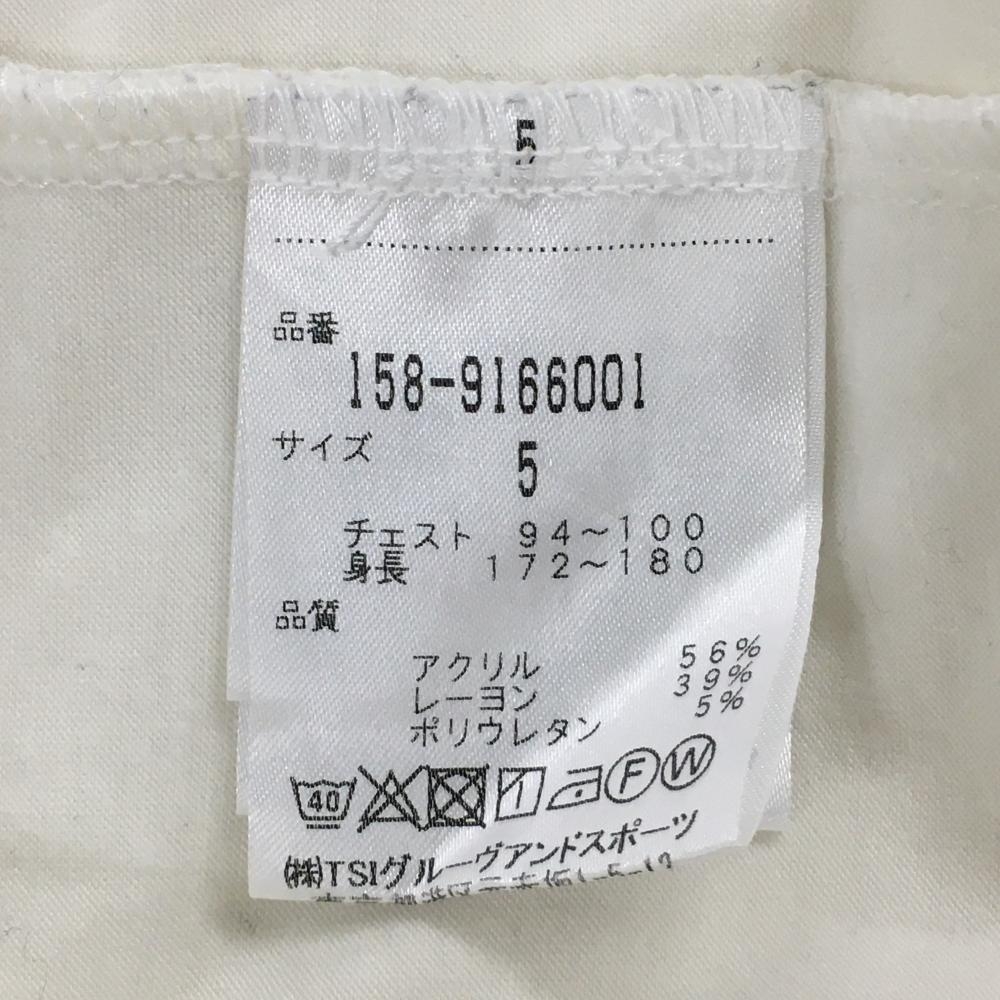 5
品番
158-9166001
サイズ
5
チェスト 94~100
身長 172~180
品質
アクリル 56%
レーヨン 39%
ポリウレタン 5%
40 F W
(株)TSIグルーヴアンドスポーツ